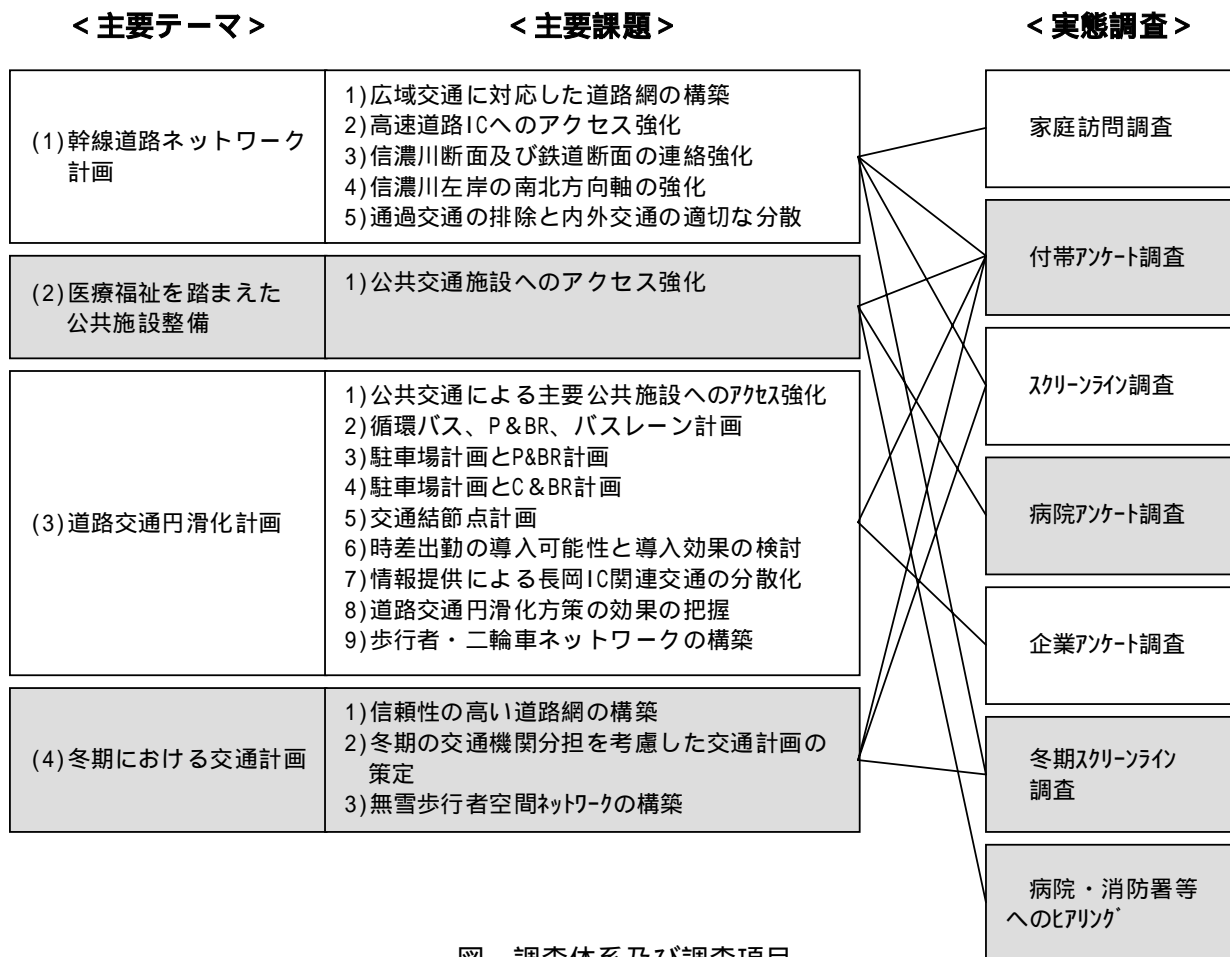 <主要テーマ>
<主要課題>
<実態調査>
(1)幹線道路ネットワーク
計画
1)広域交通に対応した道路網の構築
2)高速道路ICへのアクセス強化
3)信濃川断面及び鉄道断面の連絡強化
4)信濃川左岸の南北方向軸の強化
5)通過交通の排除と内外交通の適切な分散
(2)医療福祉を踏まえた
公共施設整備
1)公共交通施設へのアクセス強化
(3)道路交通円滑化計画
1)公共交通による主要公共施設へのｱｸｾｽ強化
2)循環バス、P&BR、バスレーン計画
3)駐車場計画とP&BR計画
4)駐車場計画とC&BR計画
5)交通結節点計画
6)時差出勤の導入可能性と導入効果の検討
7)情報提供による長岡IC関連交通の分散化
8)道路交通円滑化方策の効果の把握
9)歩行者・二輪車ネットワークの構築
(4)冬期における交通計画
1)信頼性の高い道路網の構築
2)冬期の交通機関分担を考慮した交通計画の
策定
3)無雪歩行者空間ﾈｯﾄﾜｰｸの構築
家庭訪問調査
付帯ｱﾝｹｰﾄ調査
ｽｸﾘｰﾝﾗｲﾝ調査
病院ｱﾝｹｰﾄ調査
企業ｱﾝｹｰﾄ調査
冬期ｽｸﾘｰﾝﾗｲﾝ
調査
病院・消防署等
へのﾋｱﾘﾝｸﾞ
図 調査体系及び調査項目